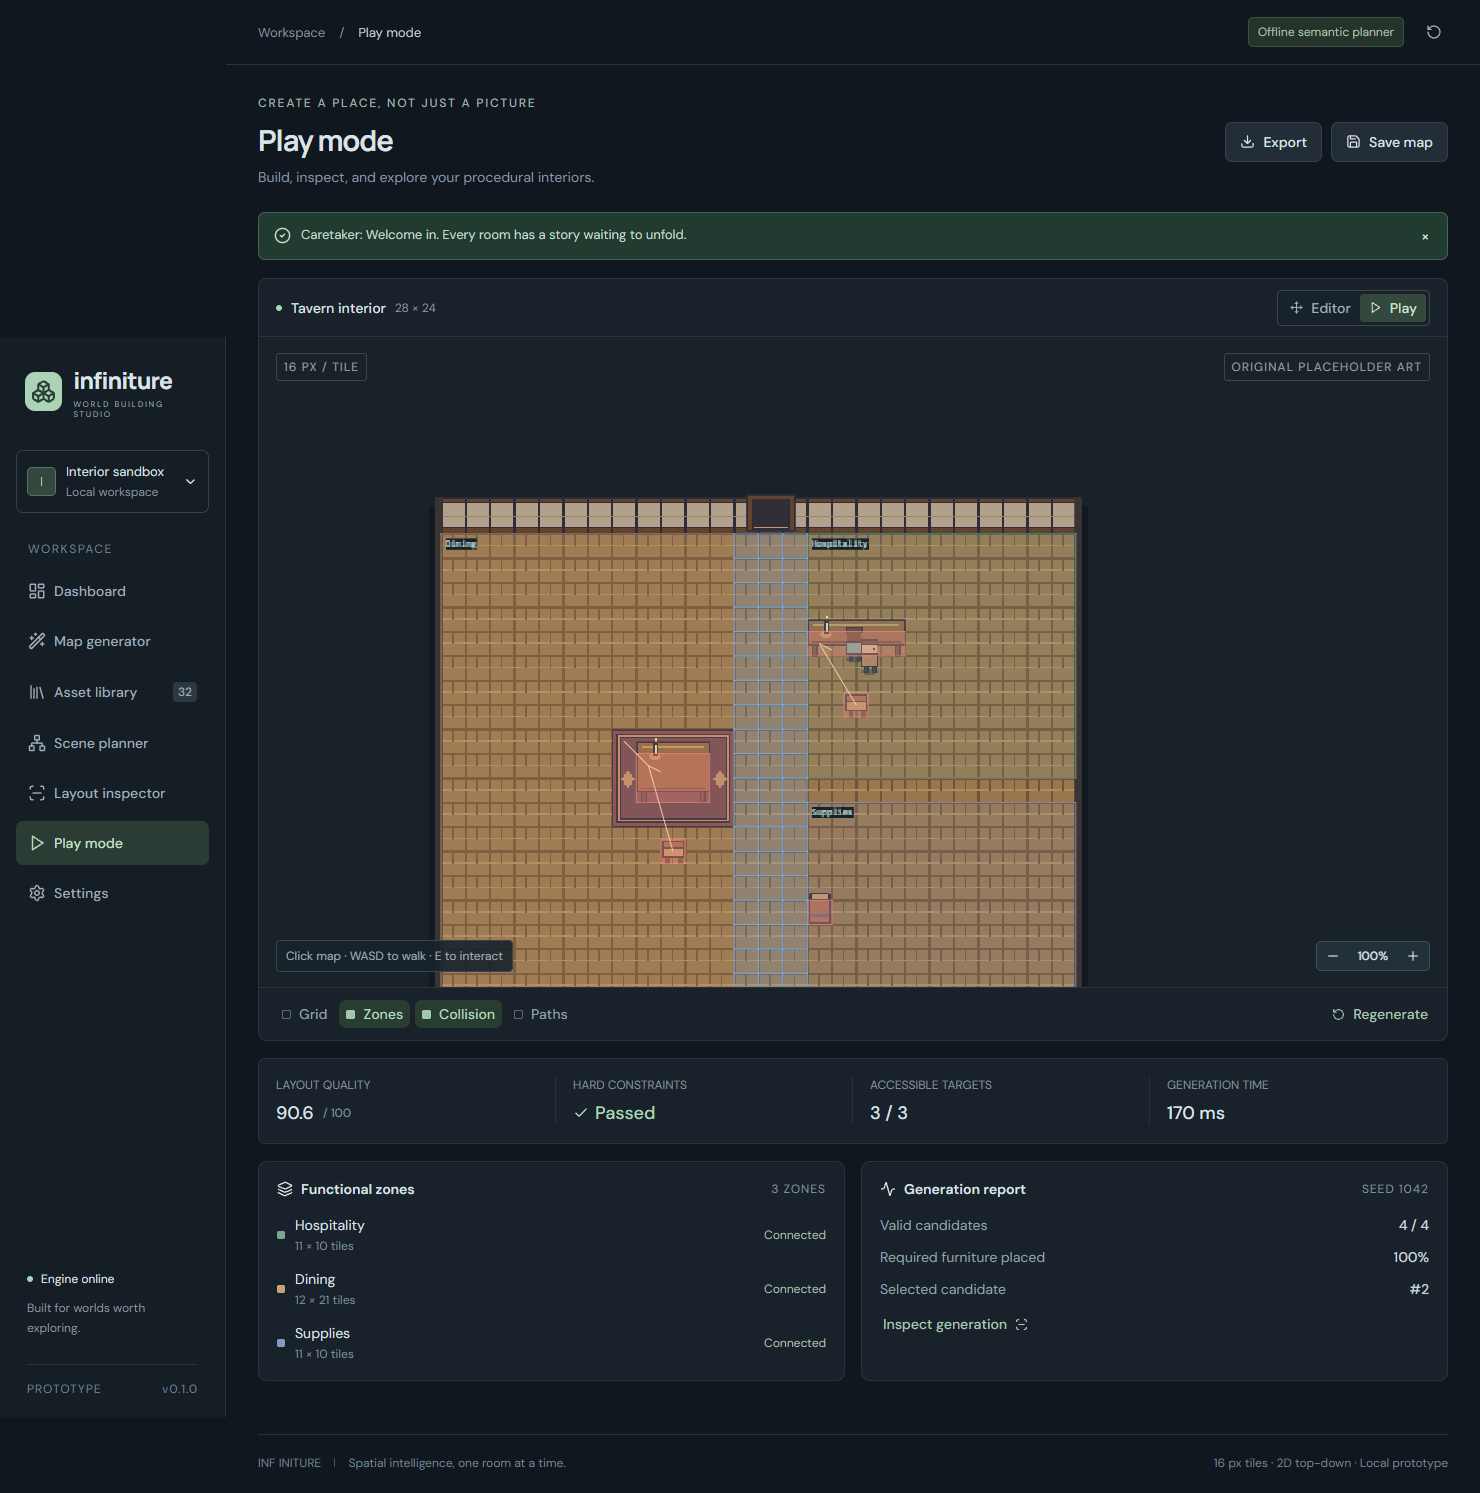 Workspace / Play mode
Offline semantic planner
CREATE A PLACE, NOT JUST A PICTURE
Play mode
Build, inspect, and explore your procedural interiors.
Export
Save map
Caretaker: Welcome in. Every room has a story waiting to unfold.
×
Tavern interior 28 × 24
Editor
Play
16 PX / TILE
ORIGINAL PLACEHOLDER ART
infiniture
WORLD BUILDING
STUDIO
I
Interior sandbox
Local workspace
WORKSPACE
Dashboard
Map generator
Asset library 32
Scene planner
Layout inspector
Play mode
Settings
Engine online
Built for worlds worth
exploring.
PROTOTYPE v0.1.0
Dining
Hospitality
Supplies
Click map · WASD to walk · E to interact
− 100% +
Grid
Zones
Collision
Paths
Regenerate
LAYOUT QUALITY
90.6 / 100
HARD CONSTRAINTS
Passed
ACCESSIBLE TARGETS
3 / 3
GENERATION TIME
170 ms
Functional zones 3 ZONES
Hospitality
11 × 10 tiles
Connected
Dining
12 × 21 tiles
Connected
Supplies
11 × 10 tiles
Connected
Generation report SEED 1042
Valid candidates 4 / 4
Required furniture placed 100%
Selected candidate #2
Inspect generation
INF INITURE | Spatial intelligence, one room at a time.
16 px tiles · 2D top-down · Local prototype